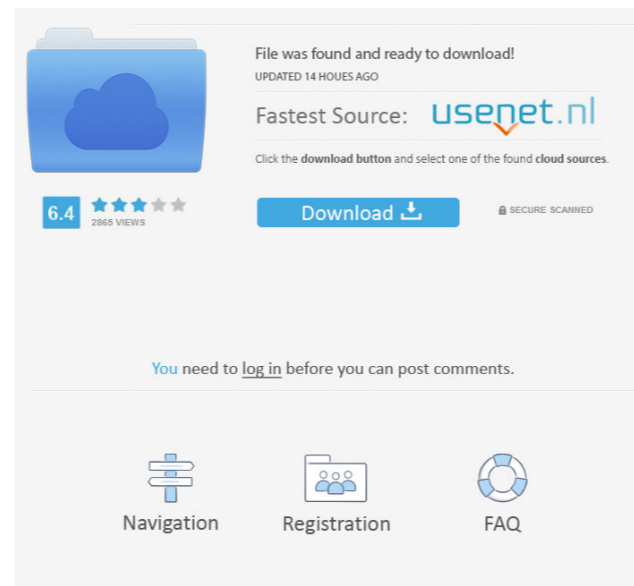 File was found and ready to download!
UPDATED 14 HOUES AGO
Fastest Source: usenet.nl
Click the download button and select one of the found cloud sources.
6.4
2865 VIEWS
Download
SECURE SCANNED
You need to log in before you can post comments.
Navigation
Registration
FAQ